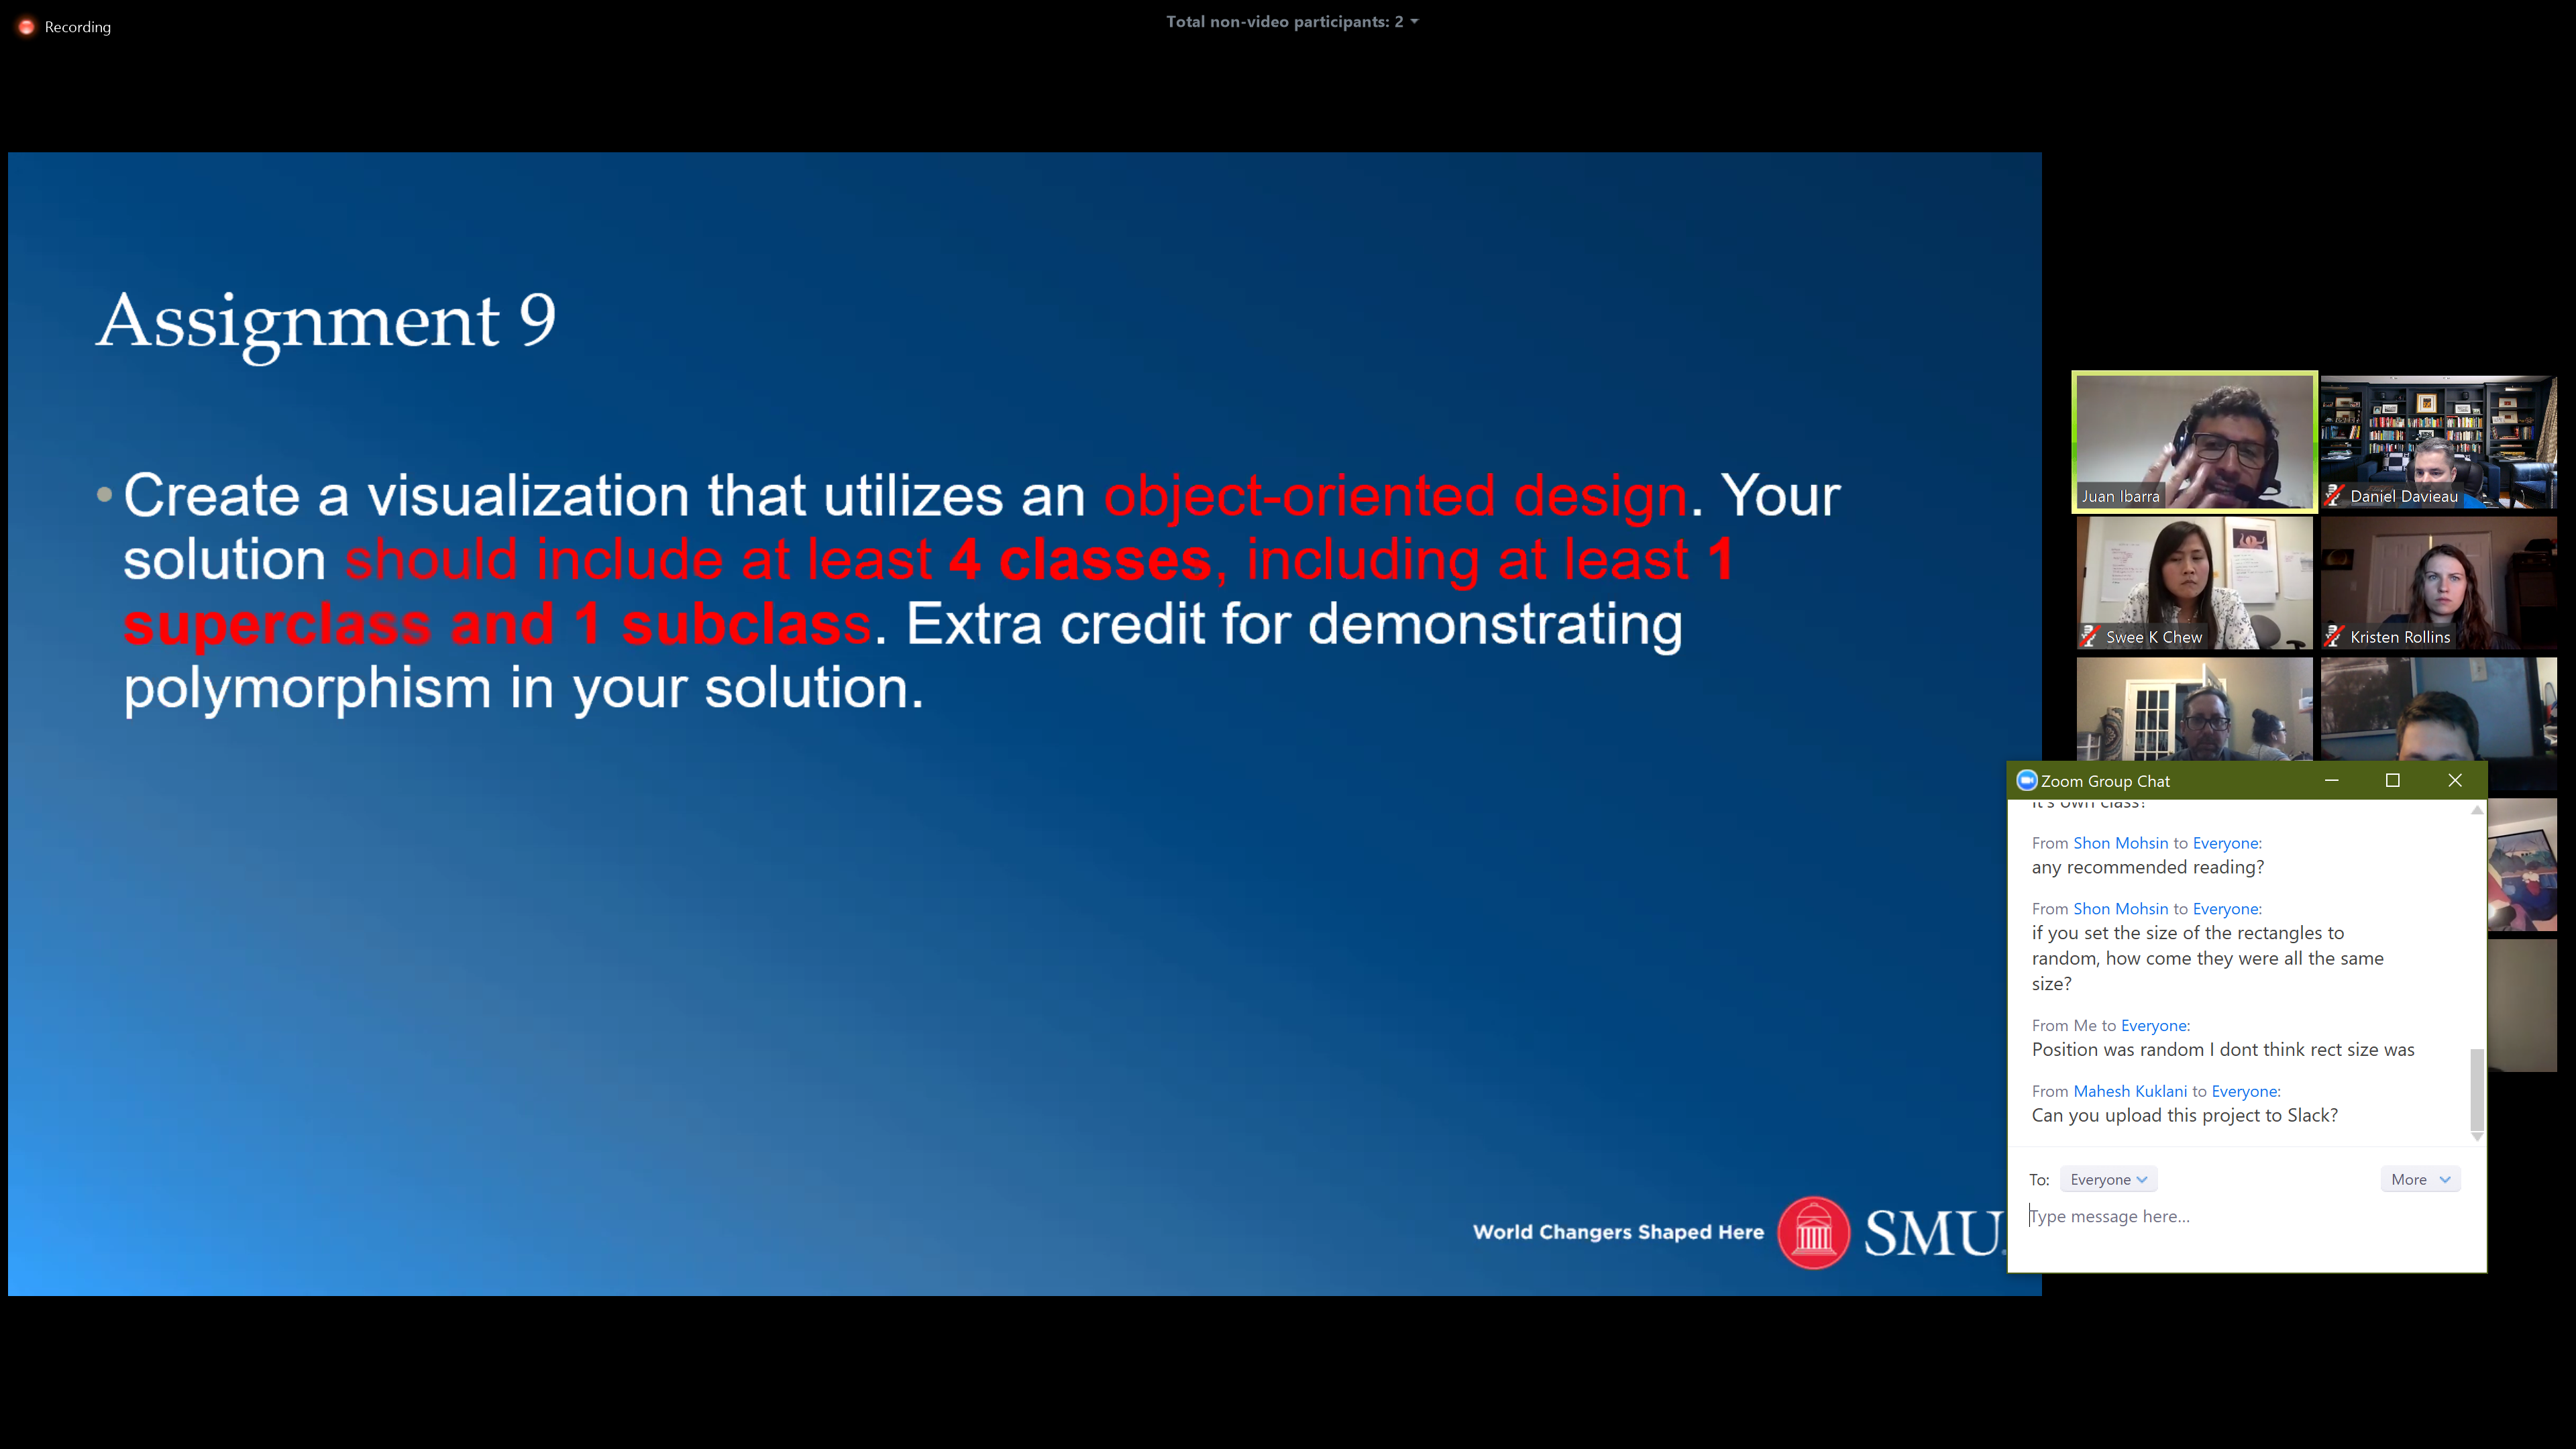 Recording
Total non-video participants: 2
Assignment 9
• Create a visualization that utilizes an object-oriented design. Your
solution should include at least 4 classes, including at least 1
superclass and 1 subclass. Extra credit for demonstrating
polymorphism in your solution.
World Changers Shaped Here
SMU
Juan Ibarra
Daniel Davieau
Swee K Chew
Kristen Rollins
Zoom Group Chat
it's own class?
From Shon Mohsin to Everyone:
any recommended reading?
From Shon Mohsin to Everyone:
if you set the size of the rectangles to
random, how come they were all the same
size?
From Me to Everyone:
Position was random I dont think rect size was
From Mahesh Kuklani to Everyone:
Can you upload this project to Slack?
To: Everyone
More
Type message here...